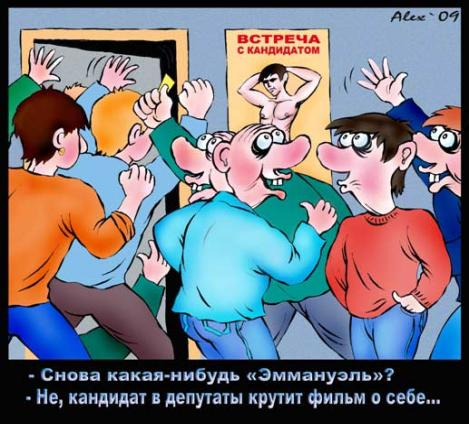 Alex`09
ВСТРЕЧА
С КАНДИДАТОМ
- Снова какая-нибудь «Эммануэль»?
- Не, кандидат в депутаты крутит фильм о себе...